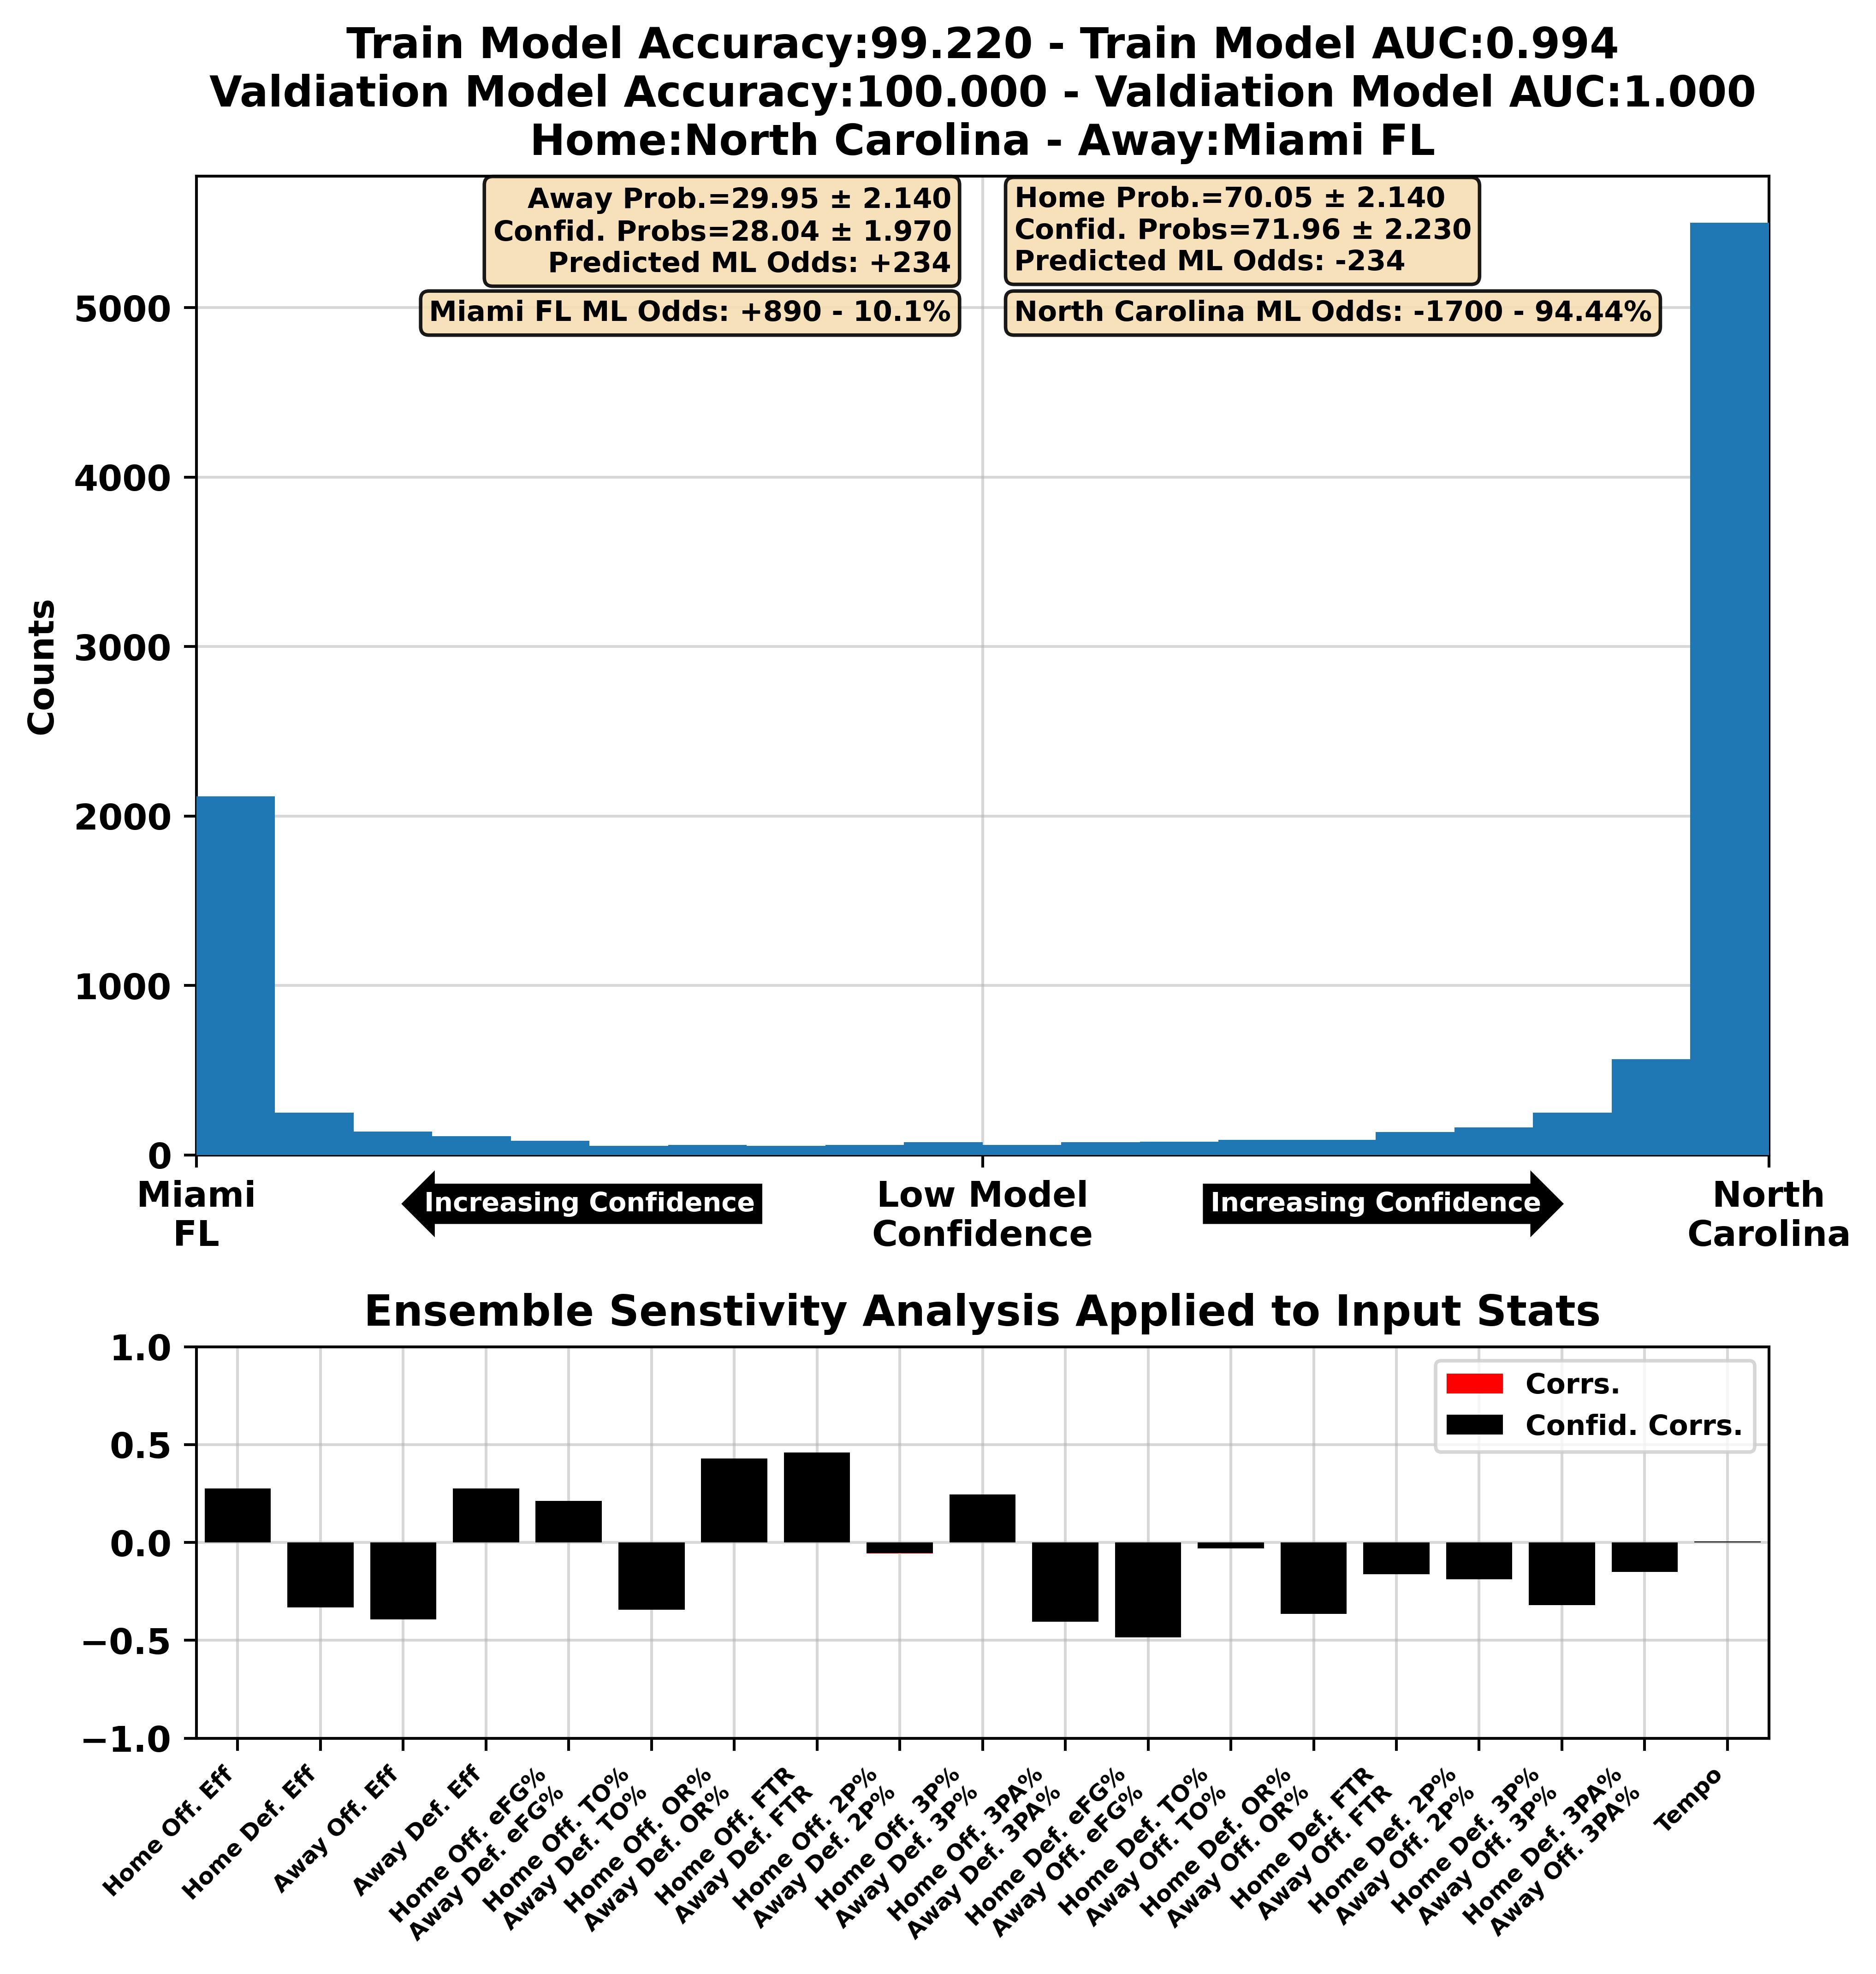 Train Model Accuracy:99.220 - Train Model AUC:0.994
Valdiation Model Accuracy:100.000 - Valdiation Model AUC:1.000
Home:North Carolina - Away:Miami FL
Away Prob.=29.95 ± 2.140
Confid. Probs=28.04 ± 1.970
Predicted ML Odds: +234
Miami FL ML Odds: +890 - 10.1%
Home Prob.=70.05 ± 2.140
Confid. Probs=71.96 ± 2.230
Predicted ML Odds: -234
North Carolina ML Odds: -1700 - 94.44%
Counts
5000
4000
3000
2000
1000
0
Miami
FL
Increasing Confidence
Low Model
Confidence
Increasing Confidence
North
Carolina
Ensemble Senstivity Analysis Applied to Input Stats
1.0
0.5
0.0
−0.5
−1.0
Corrs.
Confid. Corrs.
Home Off. Eff
Home Def. Eff
Away Off. Eff
Away Def. Eff
Home Off. eFG%
Away Def. eFG%
Home Off. TO%
Away Def. TO%
Home Off. OR%
Away Def. OR%
Home Off. FTR
Away Def. FTR
Home Off. 2P%
Away Def. 2P%
Home Off. 3P%
Away Def. 3P%
Home Off. 3PA%
Away Def. 3PA%
Home Def. eFG%
Away Off. eFG%
Home Def. TO%
Away Off. TO%
Home Def. OR%
Away Off. OR%
Home Def. FTR
Away Off. FTR
Home Def. 2P%
Away Off. 2P%
Home Def. 3P%
Away Off. 3P%
Home Def. 3PA%
Away Off. 3PA%
Tempo